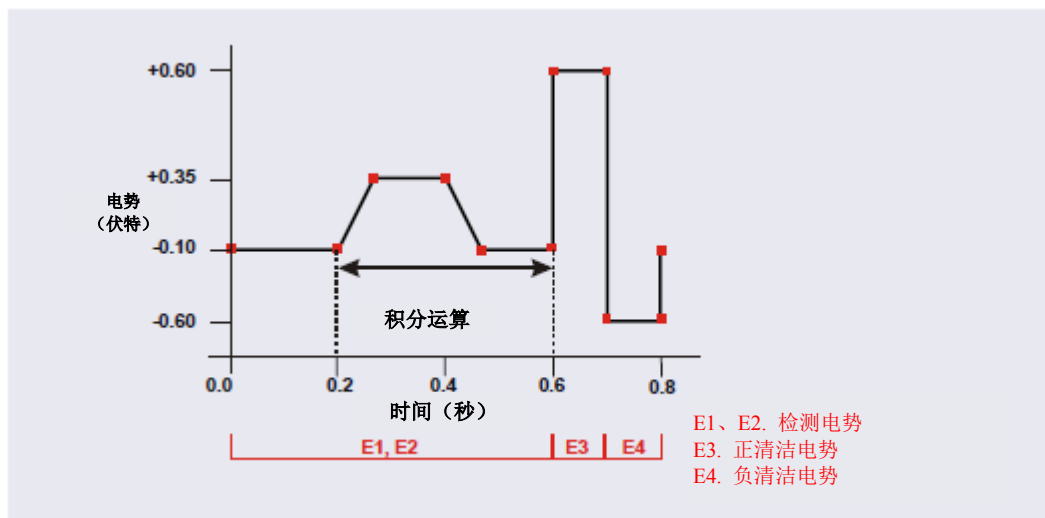 +0.60
+0.35
电势
（伏特）
-0.10
积分运算
-0.60
0.0 0.2 0.4 0.6 0.8
时间（秒）
E1, E2 E3 E4
E1、E2. 检测电势
E3. 正清洁电势
E4. 负清洁电势